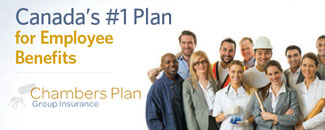 Canada's #1 Plan
for Employee
Benefits
Chambers Plan
Group Insurance